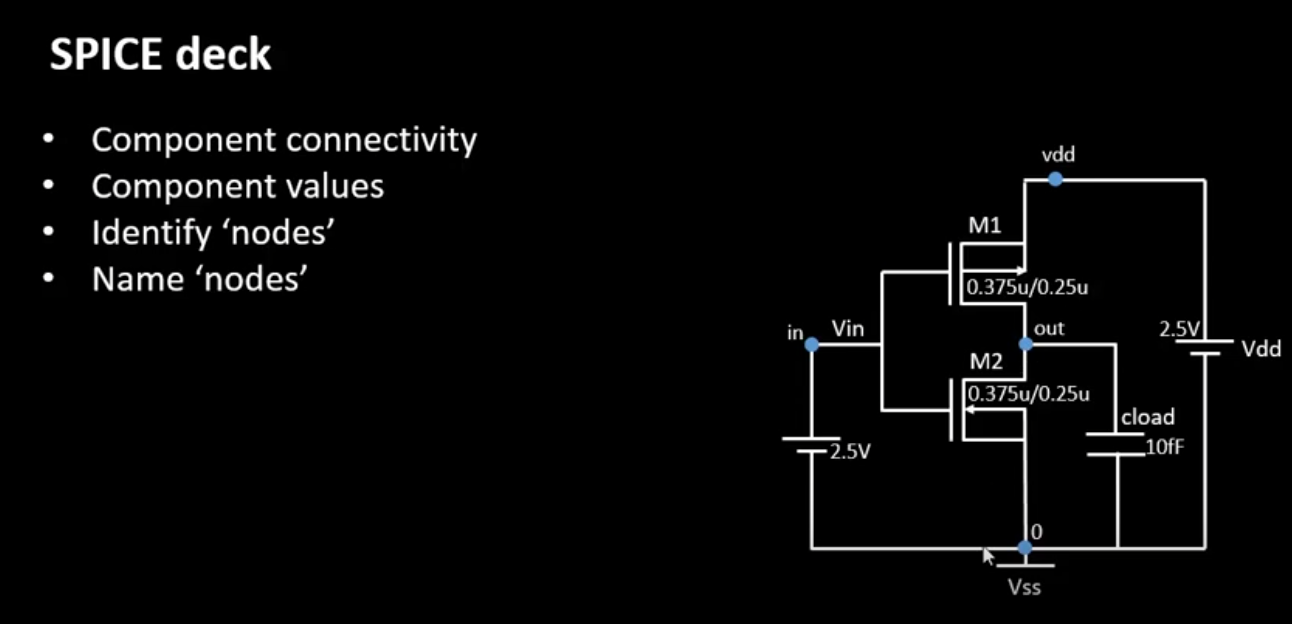 SPICE deck
• Component connectivity
• Component values
• Identify ‘nodes’
• Name ‘nodes’
vdd
M1
0.375u/0.25u
in
Vin
out
2.5V
Vdd
M2
0.375u/0.25u
cload
10fF
2.5V
0
Vss